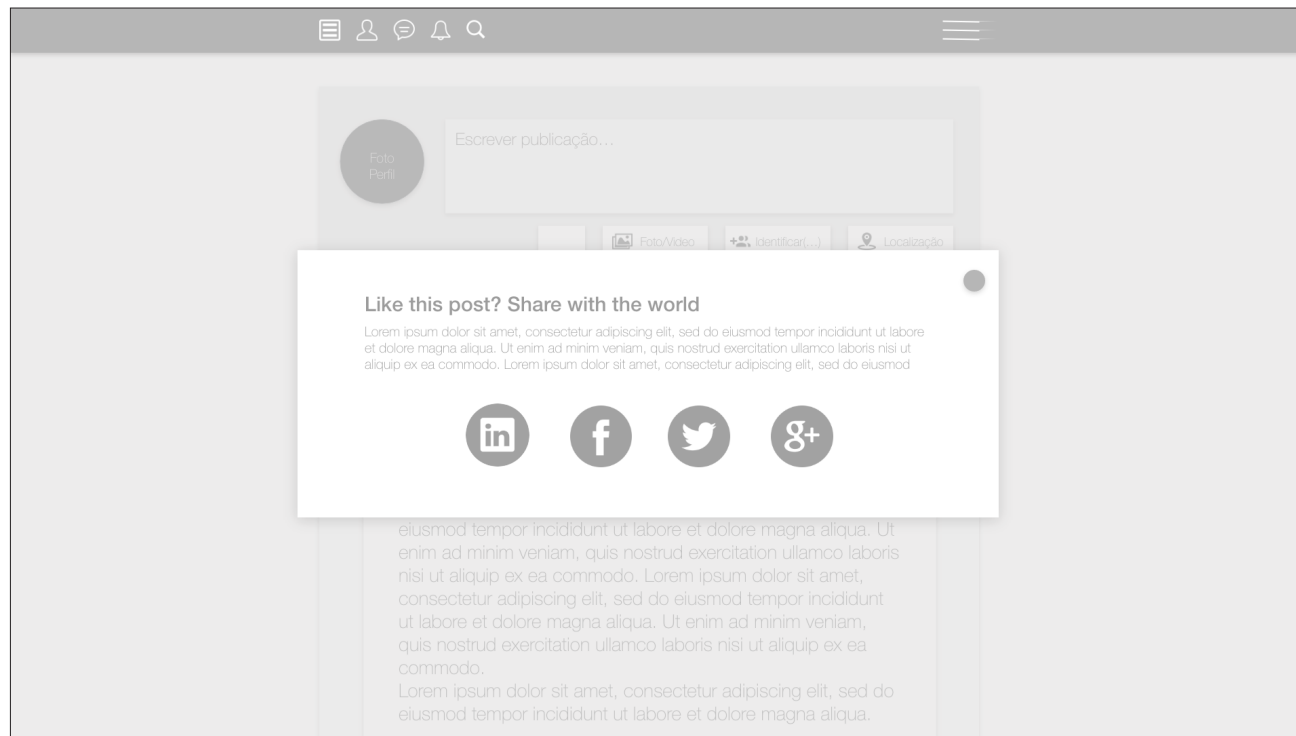 Escrever publicação…
Foto
Perfil
Foto/Video
Identificar(...)
Localização
Like this post? Share with the world
Lorem ipsum dolor sit amet, consectetur adipiscing elit, sed do eiusmod tempor incididunt ut labore
et dolore magna aliqua. Ut enim ad minim veniam, quis nostrud exercitation ullamco laboris nisi ut
aliquip ex ea commodo. Lorem ipsum dolor sit amet, consectetur adipiscing elit, sed do eiusmod
in
f
g+
eiusmod tempor incididunt ut labore et dolore magna aliqua. Ut
enim ad minim veniam, quis nostrud exercitation ullamco laboris
nisi ut aliquip ex ea commodo. Lorem ipsum dolor sit amet,
consectetur adipiscing elit, sed do eiusmod tempor incididunt
ut labore et dolore magna aliqua. Ut enim ad minim veniam,
quis nostrud exercitation ullamco laboris nisi ut aliquip ex ea
commodo.
Lorem ipsum dolor sit amet, consectetur adipiscing elit, sed do
eiusmod tempor incididunt ut labore et dolore magna aliqua.